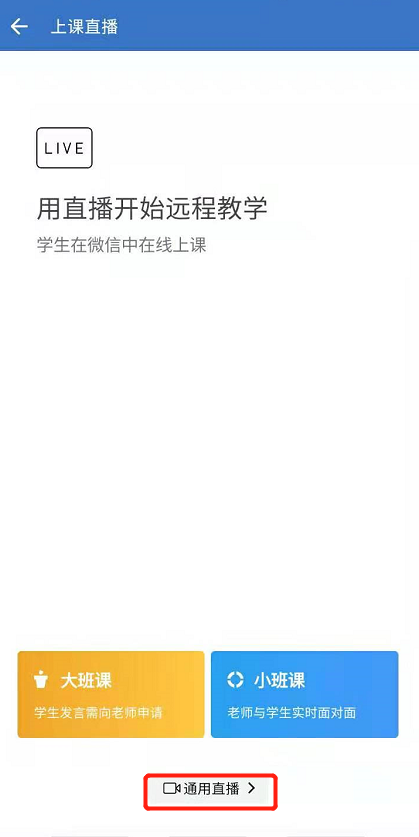 上课直播
LIVE
用直播开始远程教学
学生在微信中在线上课
大班课
学生发言需向老师申请
小班课
老师与学生实时面对面
通用直播